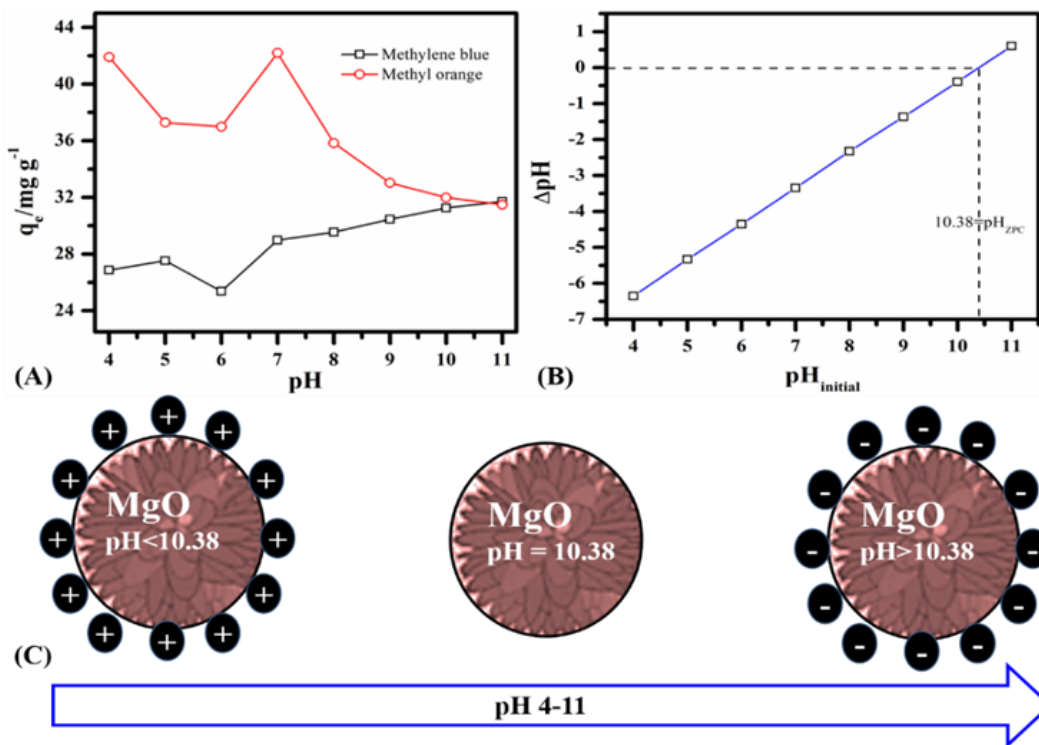 44
40
36
32
28
24
qe/mg g-1
Methylene blue
Methyl orange
4 5 6 7 8 9 10 11
pH
(A)
1
0
-1
-2
-3
-4
-5
-6
-7
ΔpH
10.38=pHZPC
4 5 6 7 8 9 10 11
pHinitial
(B)
+ + + + + + + + + + + +
MgO
pH<10.38
MgO
pH = 10.38
- - - - - - - - - - - -
MgO
pH>10.38
(C)
pH 4-11